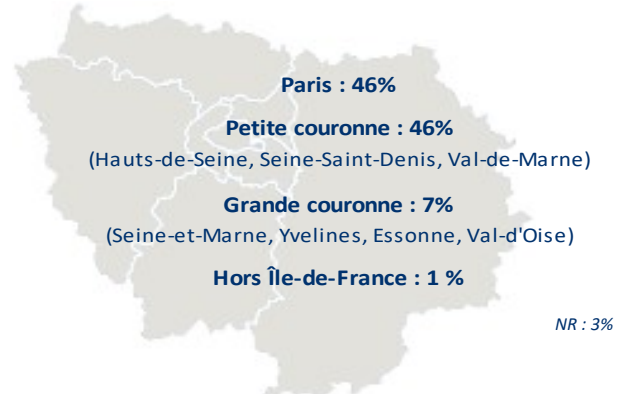 Paris : 46%
Petite couronne : 46%
(Hauts-de-Seine, Seine-Saint-Denis, Val-de-Marne)
Grande couronne : 7%
(Seine-et-Marne, Yvelines, Essonne, Val-d'Oise)
Hors Île-de-France : 1 %
NR : 3%